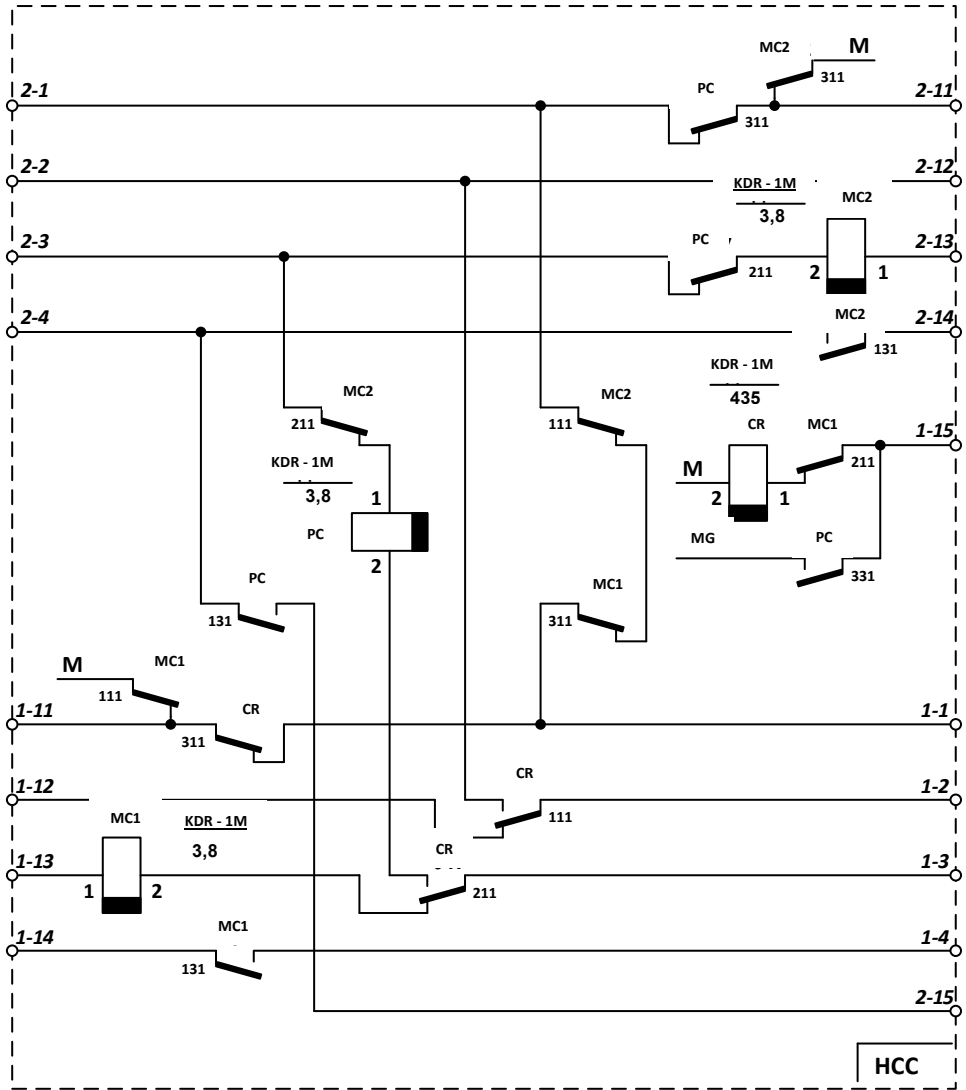 MC2 M
2-1 PC 311 2-11
311
2-2 KDR - 1M 2-12
3,8 MC2
2-3 PC 2-13
211 2 1
2-4 MC2 2-14
131
KDR - 1M
435
MC2 MC2
211 111 CR MC1 1-15
211
KDR - 1M M
3,8 1 2 1
PC MG PC
2 331
PC MC1
131 311
M MC1
111
1-11 CR 1-1
311
1-12 CR 1-2
MC1 KDR - 1M 111
3,8 CR
1-13 1-3
1 2 211
MC1
1-14 1-4
131
2-15
HCC